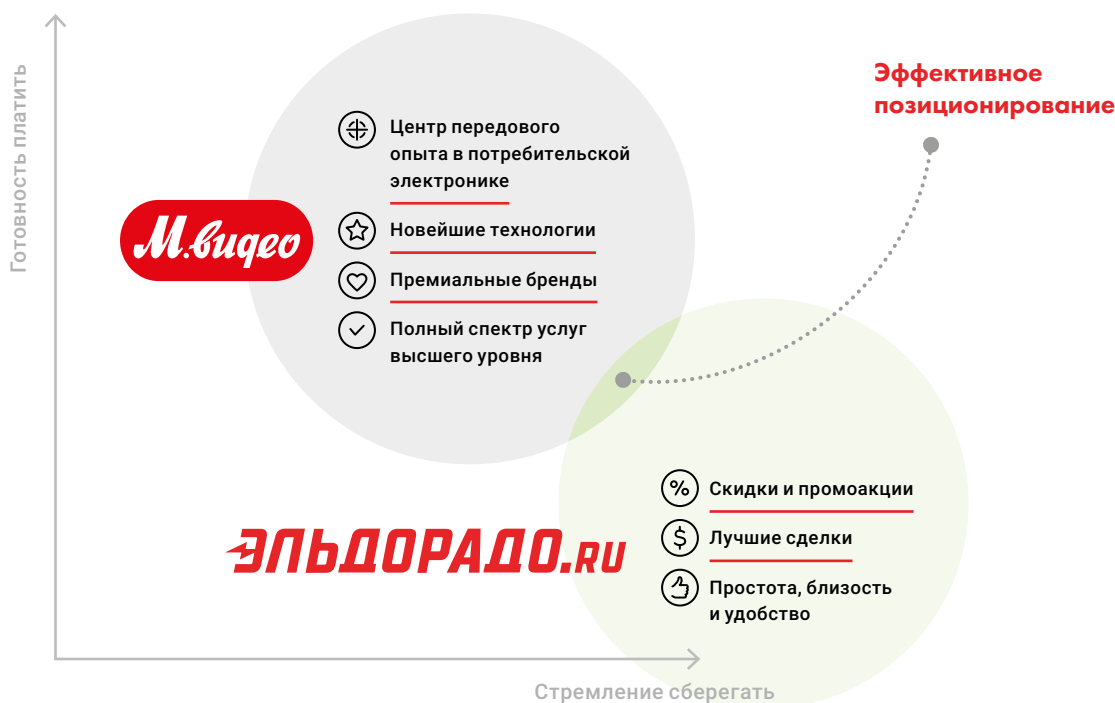 Готовность платить
Эффективное
позиционирование
Центр передового
опыта в потребительской
электронике
М.видео
Новейшие технологии
Премиальные бренды
Полный спектр услуг
высшего уровня
Скидки и промоакции
ЭЛЬДОРАДО.RU
Лучшие сделки
Простота, близость
и удобство
Стремление сберегать